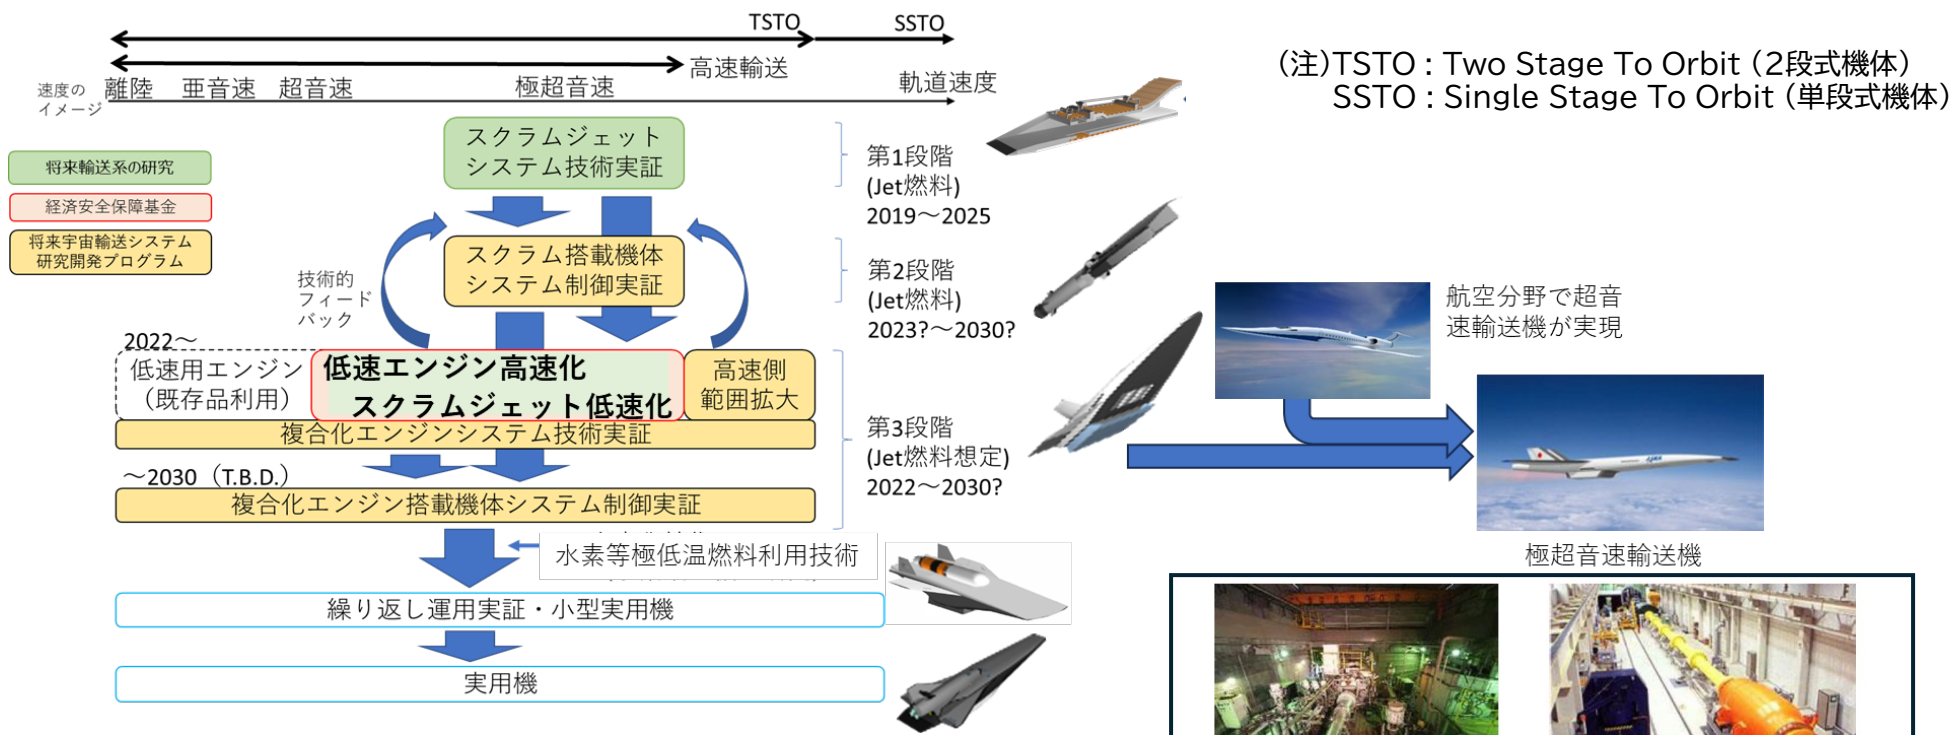 TSTO
SSTO
高速輸送
速度の
イメージ
離陸
亜音速
超音速
極超音速
軌道速度
(注)TSTO : Two Stage To Orbit (2段式機体)
SSTO : Single Stage To Orbit (単段式機体)
将来輸送系の研究
経済安全保障基金
将来宇宙輸送システム
研究開発プログラム
スクラムジェット
システム技術実証
第1段階
(Jet燃料)
2019～2025
スクラム搭載機体
システム制御実証
第2段階
(Jet燃料)
2023?～2030?
技術的
フィード
バック
2022～
低速用エンジン
（既存品利用）
低速エンジン高速化
スクラムジェット低速化
高速側
範囲拡大
複合化エンジンシステム技術実証
第3段階
(Jet燃料想定)
2022～2030?
～2030（T.B.D.）
複合化エンジン搭載機体システム制御実証
水素等極低温燃料利用技術
繰り返し運用実証・小型実用機
実用機
航空分野で超音
速輸送機が実現
極超音速輸送機